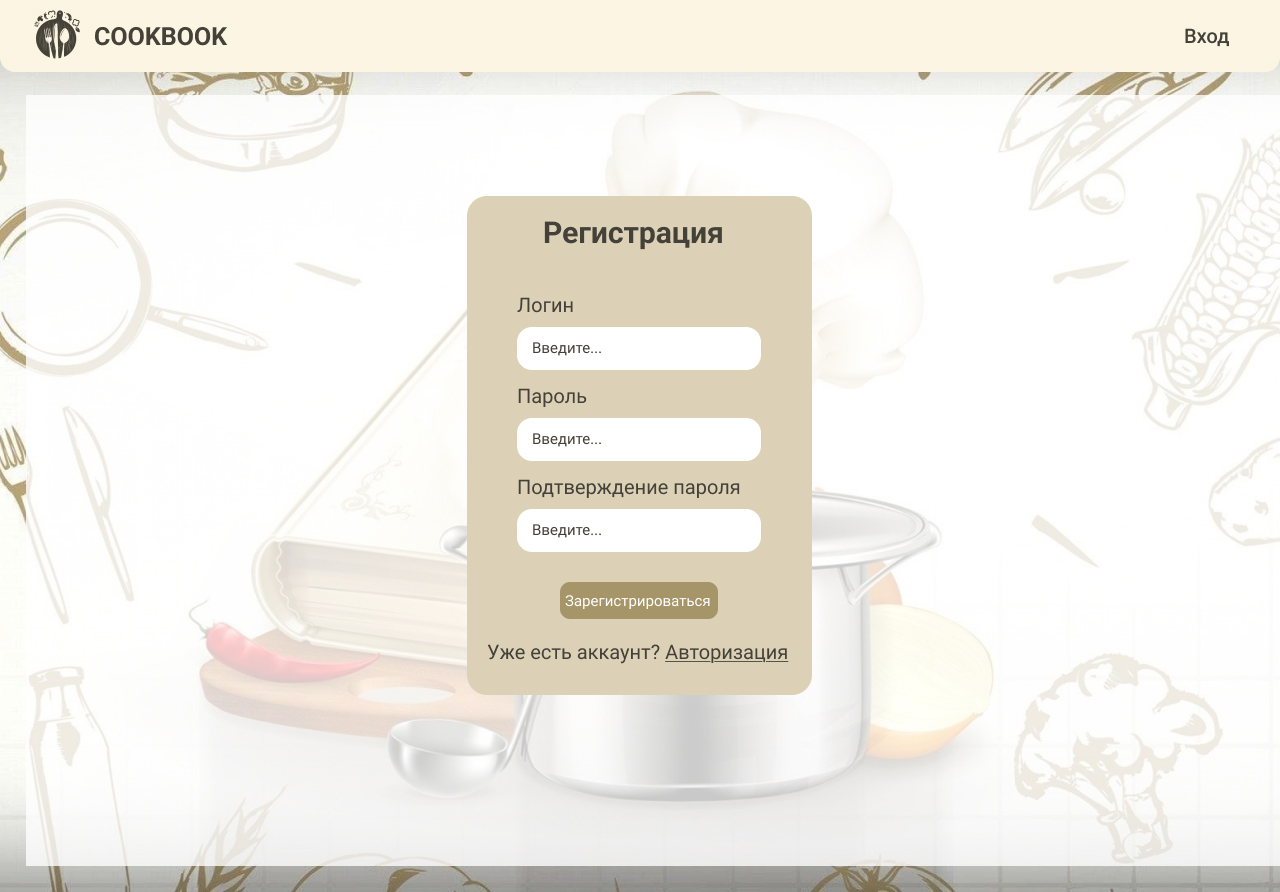 COOKBOOK
Вход
Регистрация
Логин
Введите...
Пароль
Введите...
Подтверждение пароля
Введите...
Зарегистрироваться
Уже есть аккаунт? Авторизация